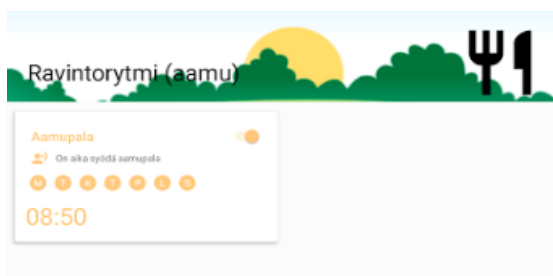 Ravintorytmi (aamu)
Aamupala
On aika syödä aamupala
M T K T P L S
08:50